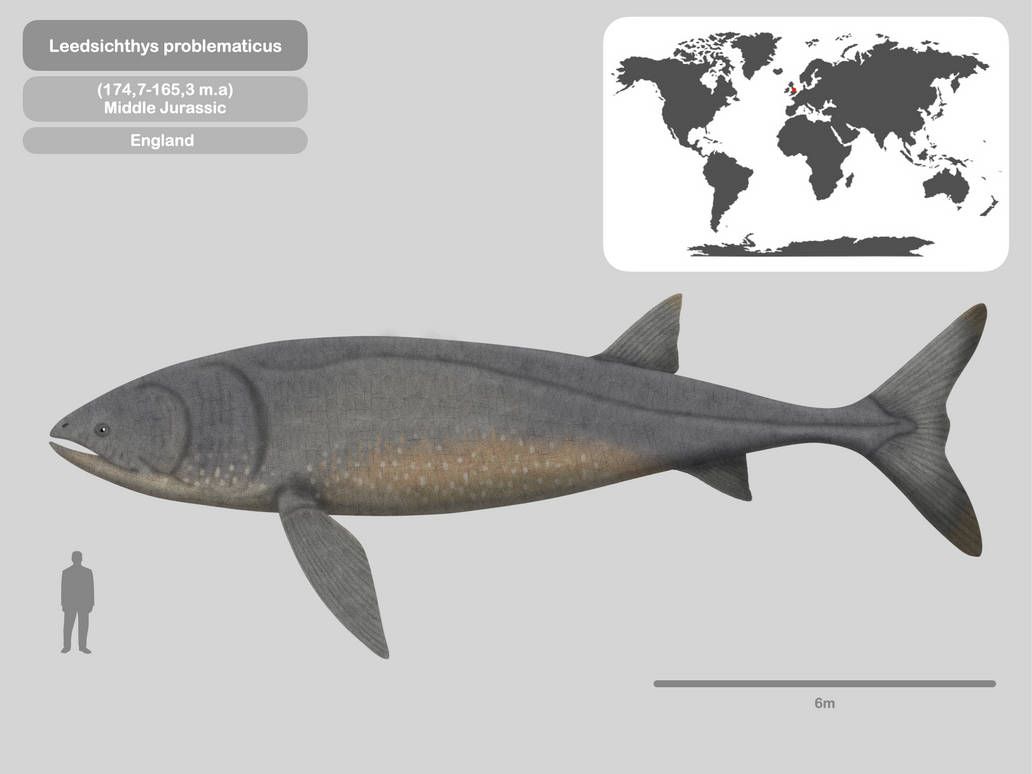 Leedsichthys problematicus
(174,7-165,3 m.a)
Middle Jurassic
England
6m